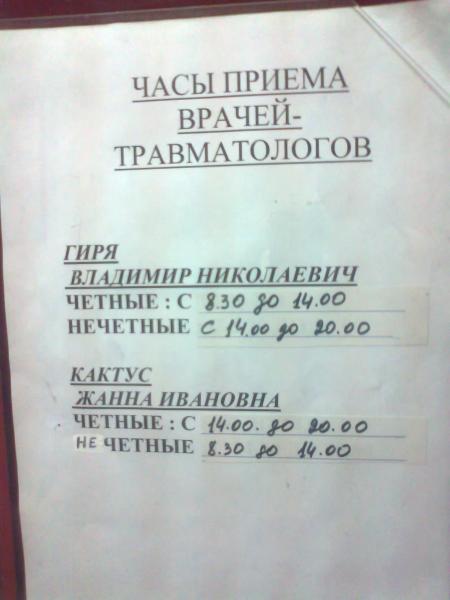 ЧАСЫ ПРИЕМА
ВРАЧЕЙ-
ТРАВМАТОЛОГОВ
ГИРЯ
ВЛАДИМИР НИКОЛАЕВИЧ
ЧЕТНЫЕ : С 8.30 до 14.00
НЕЧЕТНЫЕ С 14.00 до 20.00
КАКТУС
ЖАННА ИВАНОВНА
ЧЕТНЫЕ : С 14.00. до 20.00
НЕ ЧЕТНЫЕ 8.30 до 14.00